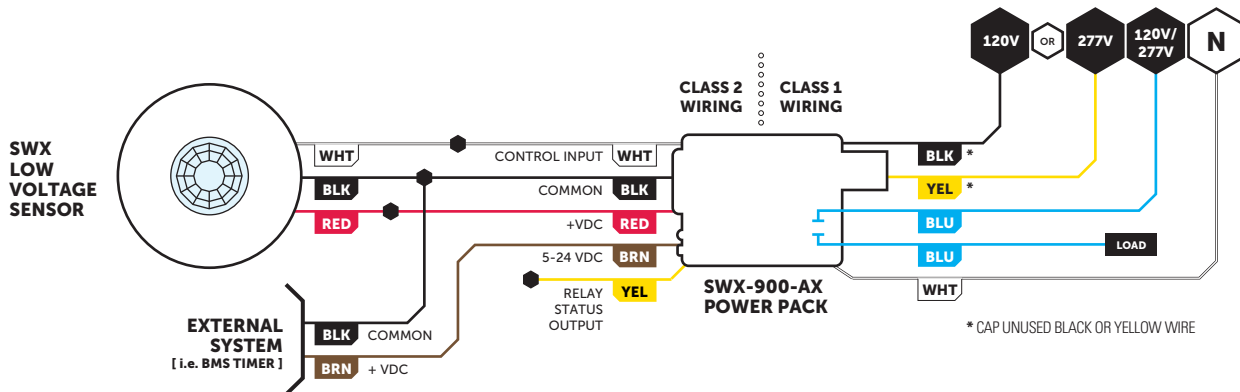 120V
OR
277V
120V/
277V
N
CLASS 2
WIRING
CLASS 1
WIRING
SWX
LOW
VOLTAGE
SENSOR
WHT
CONTROL INPUT
WHT
BLK *
BLK
COMMON
BLK
YEL *
RED
+VDC
RED
BLU
5-24 VDC
BRN
BLU
LOAD
RELAY
STATUS
OUTPUT
YEL
SWX-900-AX
POWER PACK
WHT
EXTERNAL
SYSTEM
[ i.e. BMS TIMER ]
BLK
COMMON
BRN
+ VDC
* CAP UNUSED BLACK OR YELLOW WIRE